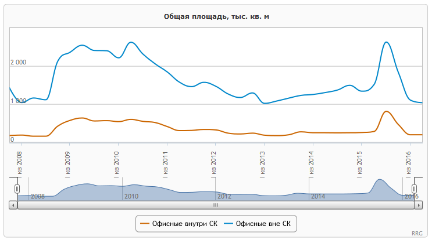 Общая площадь, тыс. кв. м
2 000
1 000
0
I кв 2008
I кв 2009
I кв 2010
I кв 2011
I кв 2012
I кв 2013
I кв 2014
I кв 2015
I кв 2016
2008 2010 2012 2014 2016
Офисные внутри СК Офисные вне СК
RRC